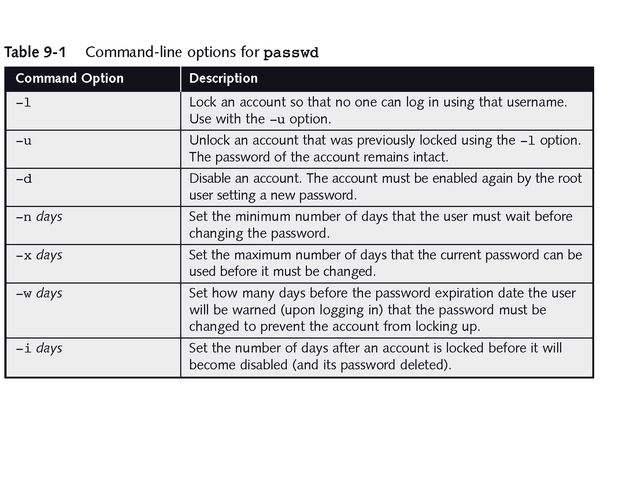 Table 9-1 Command-line options for passwd
Command Option Description
-l Lock an account so that no one can log in using that username.
Use with the -u option.
-u Unlock an account that was previously locked using the -l option.
The password of the account remains intact.
-d Disable an account. The account must be enabled again by the root
user setting a new password.
-n days Set the minimum number of days that the user must wait before
changing the password.
-x days Set the maximum number of days that the current password can be
used before it must be changed.
-w days Set how many days before the password expiration date the user
will be warned (upon logging in) that the password must be
changed to prevent the account from locking up.
-i days Set the number of days after an account is locked before it will
become disabled (and its password deleted).